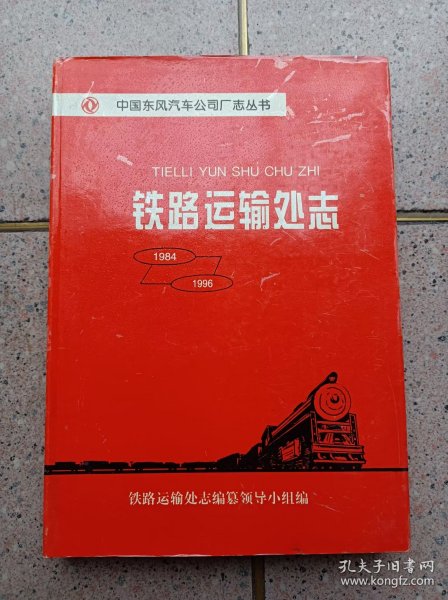 中国东风汽车公司厂志丛书
TIELLI YUN SHU CHU ZHI
铁路运输处志
1984
1996
铁路运输处志编纂领导小组编
孔夫子旧书网
www.kongfz.com